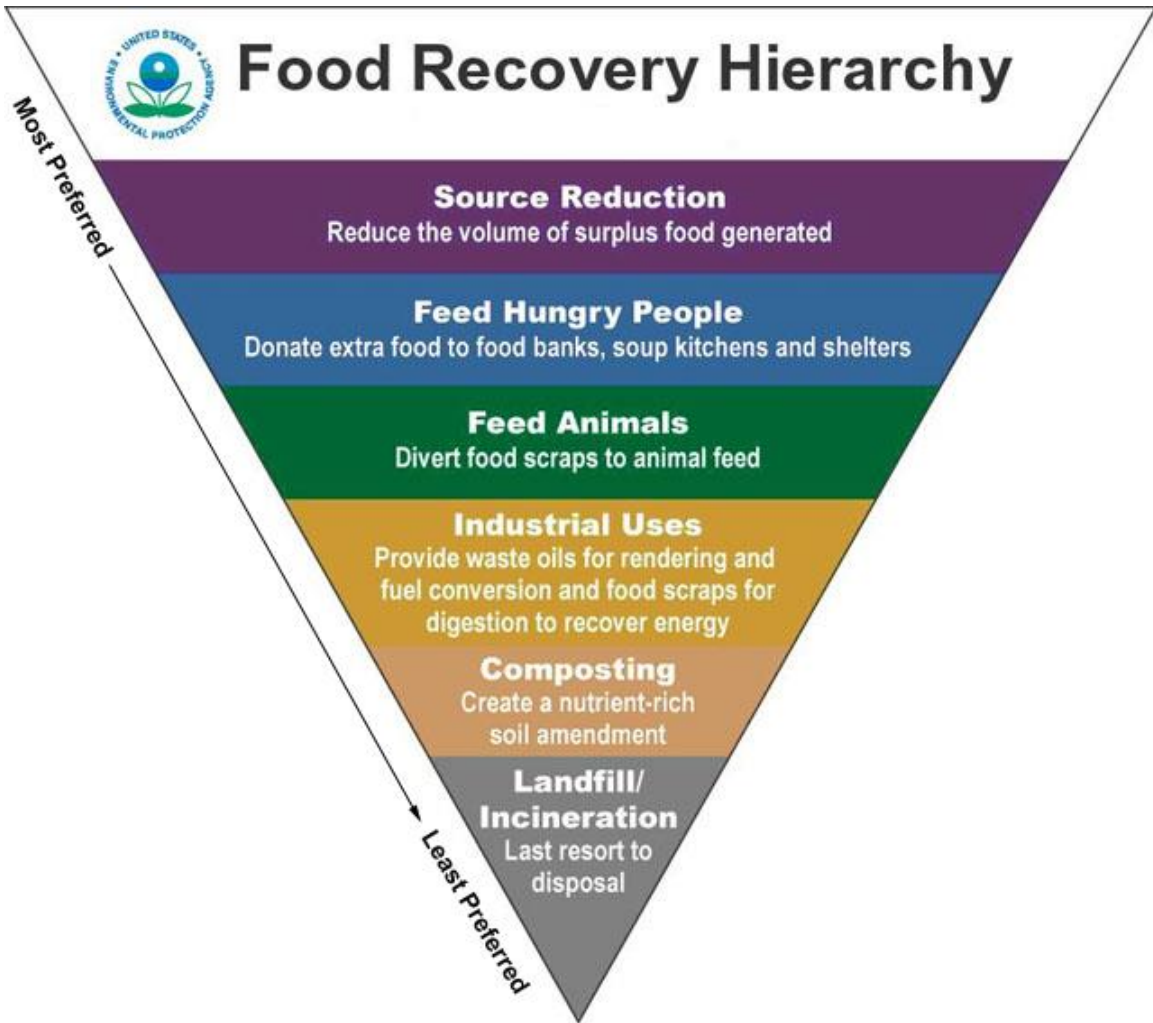 UNITED STATES
ENVIRONMENTAL PROTECTION AGENCY
Food Recovery Hierarchy
Most Preferred
Source Reduction
Reduce the volume of surplus food generated
Feed Hungry People
Donate extra food to food banks, soup kitchens and shelters
Feed Animals
Divert food scraps to animal feed
Industrial Uses
Provide waste oils for rendering and
fuel conversion and food scraps for
digestion to recover energy
Composting
Create a nutrient-rich
soil amendment
Landfill/
Incineration
Last resort to
disposal
Least Preferred